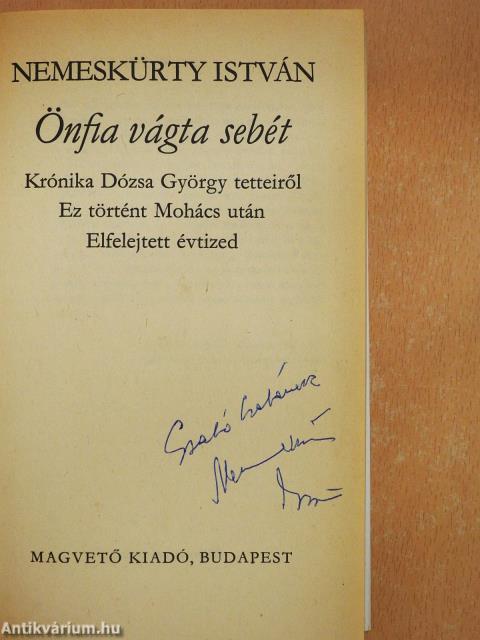 NEMESKÜRTY ISTVÁN
Önfia vágta sebét
Krónika Dózsa György tetteiről
Ez történt Mohács után
Elfelejtett évtized
Szabó
MAGVETŐ KIADÓ, BUDAPEST
Antikvárium.hu